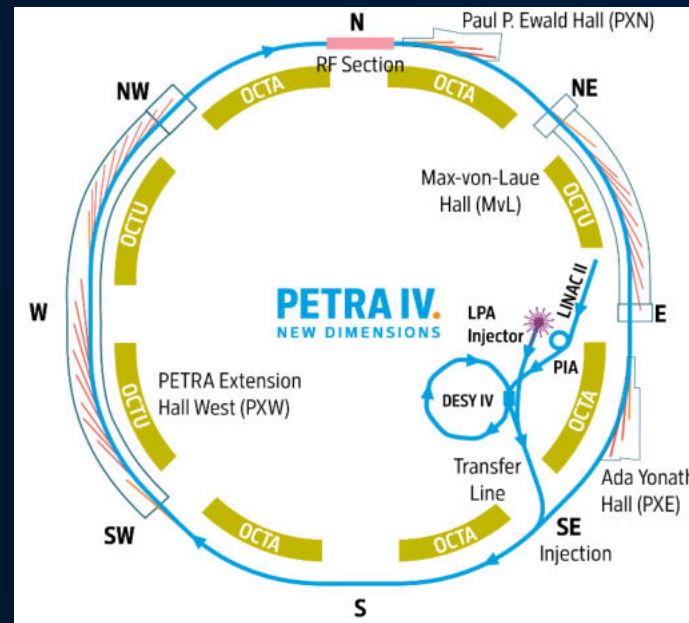 Paul P. Ewald Hall (PXN)
N
RF Section
NW
NE
OCTA
OCTA
Max-von-Laue
Hall (MvL)
OCTU
OCTU
W
PETRA IV.
NEW DIMENSIONS
LPA
Injector
LINAC II
E
PIA
PETRA Extension
Hall West (PXW)
OCTU
DESY IV
OCTA
Transfer
Line
Ada Yonath
Hall (PXE)
SW
OCTA
OCTA
SE
Injection
S